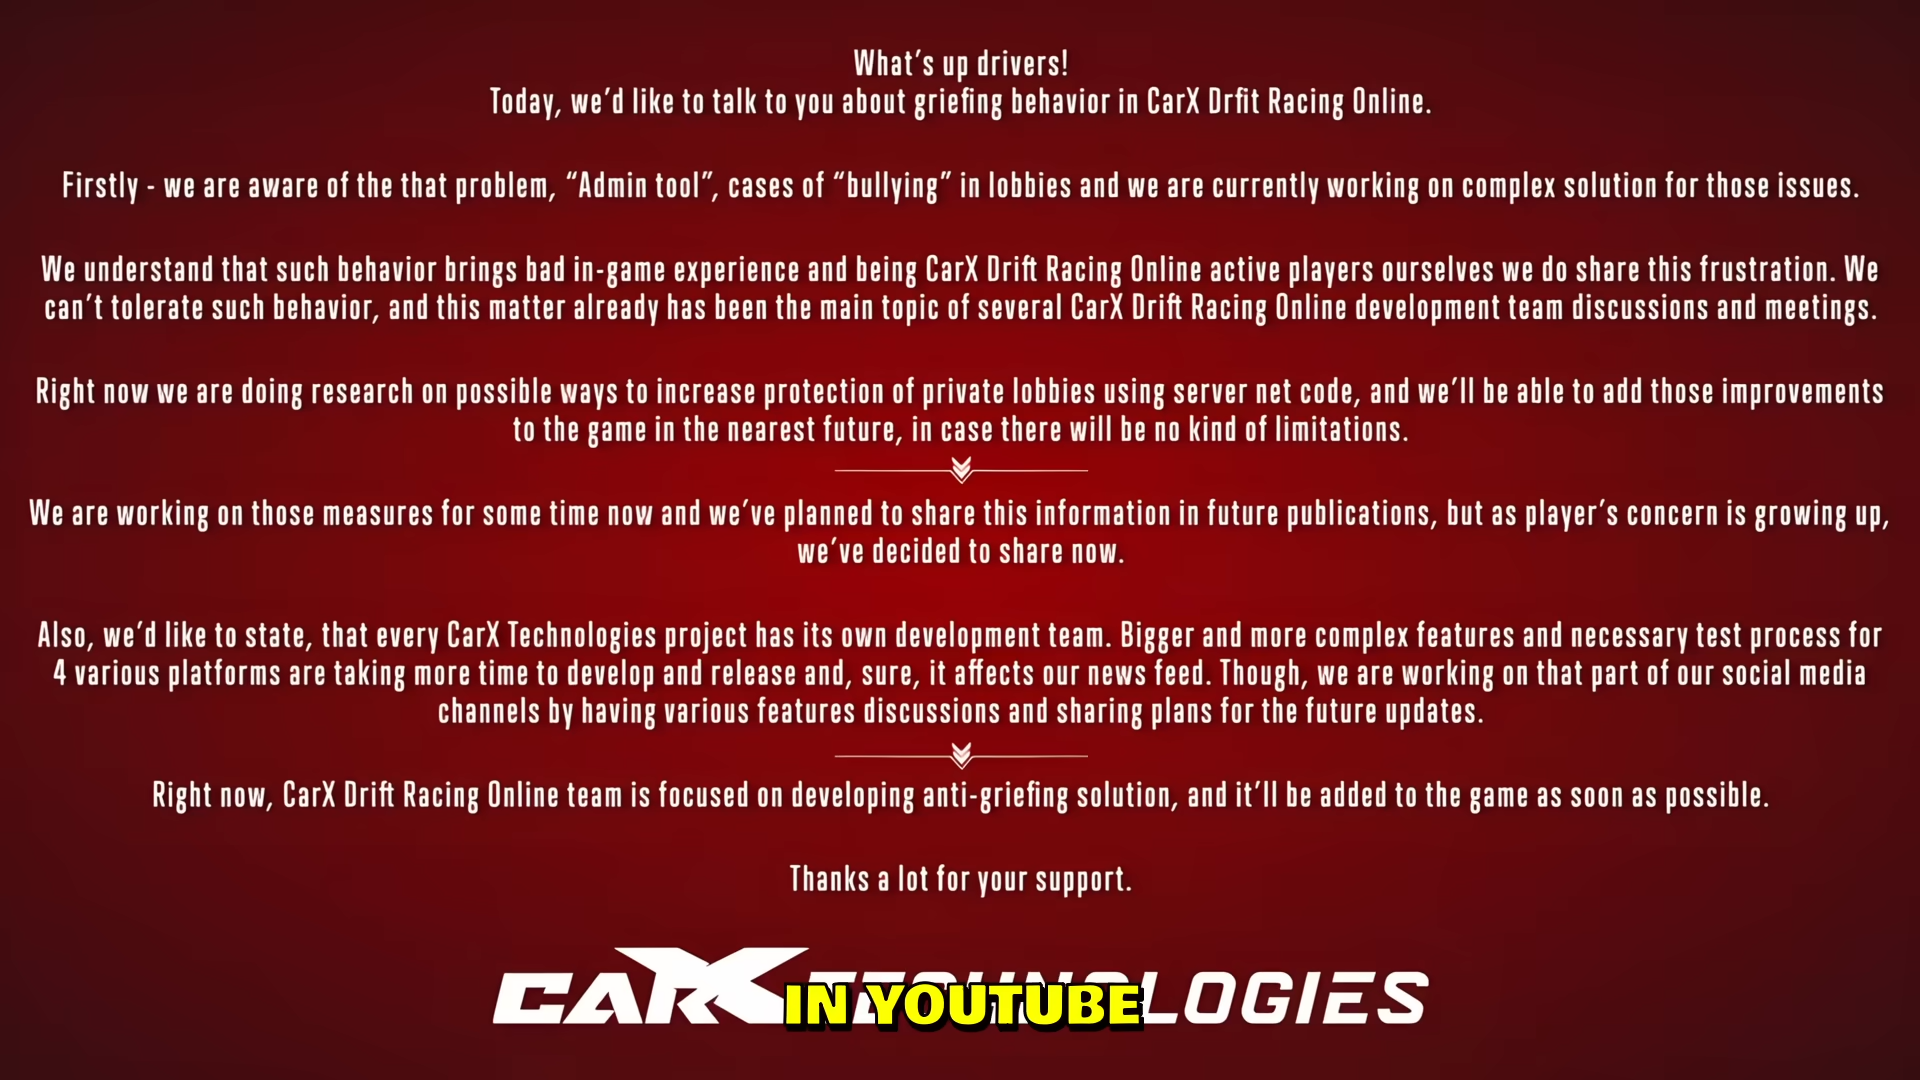 What's up drivers!
Today, we'd like to talk to you about griefing behavior in CarX Drfit Racing Online.
Firstly - we are aware of the that problem, “Admin tool”, cases of “bullying” in lobbies and we are currently working on complex solution for those issues.
We understand that such behavior brings bad in-game experience and being CarX Drift Racing Online active players ourselves we do share this frustration. We
can't tolerate such behavior, and this matter already has been the main topic of several CarX Drift Racing Online development team discussions and meetings.
Right now we are doing research on possible ways to increase protection of private lobbies using server net code, and we'll be able to add those improvements
to the game in the nearest future, in case there will be no kind of limitations.
We are working on those measures for some time now and we've planned to share this information in future publications, but as player's concern is growing up,
we've decided to share now.
Also, we'd like to state, that every CarX Technologies project has its own development team. Bigger and more complex features and necessary test process for
4 various platforms are taking more time to develop and release and, sure, it affects our news feed. Though, we are working on that part of our social media
channels by having various features discussions and sharing plans for the future updates.
Right now, CarX Drift Racing Online team is focused on developing anti-griefing solution, and it'll be added to the game as soon as possible.
Thanks a lot for your support.
CARX TECHNOLOGIES
IN YOUTUBE